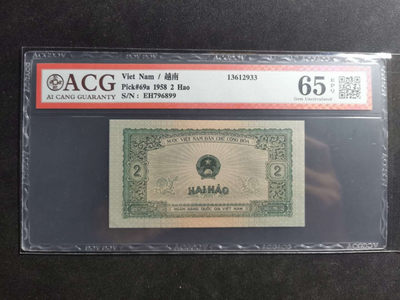 ACG
AI CANG GUARANTY
Viet Nam / 越南
Pick#69a 1958 2 Hao
S/N : EH796899
13612933
65 EPQ
Gem Uncirculated
NƯỚC VIỆT NAM DÂN CHỦ CỘNG HÒA
2 2
HAI HÀO
NGÂN HÀNG QUỐC GIA VIỆT NAM